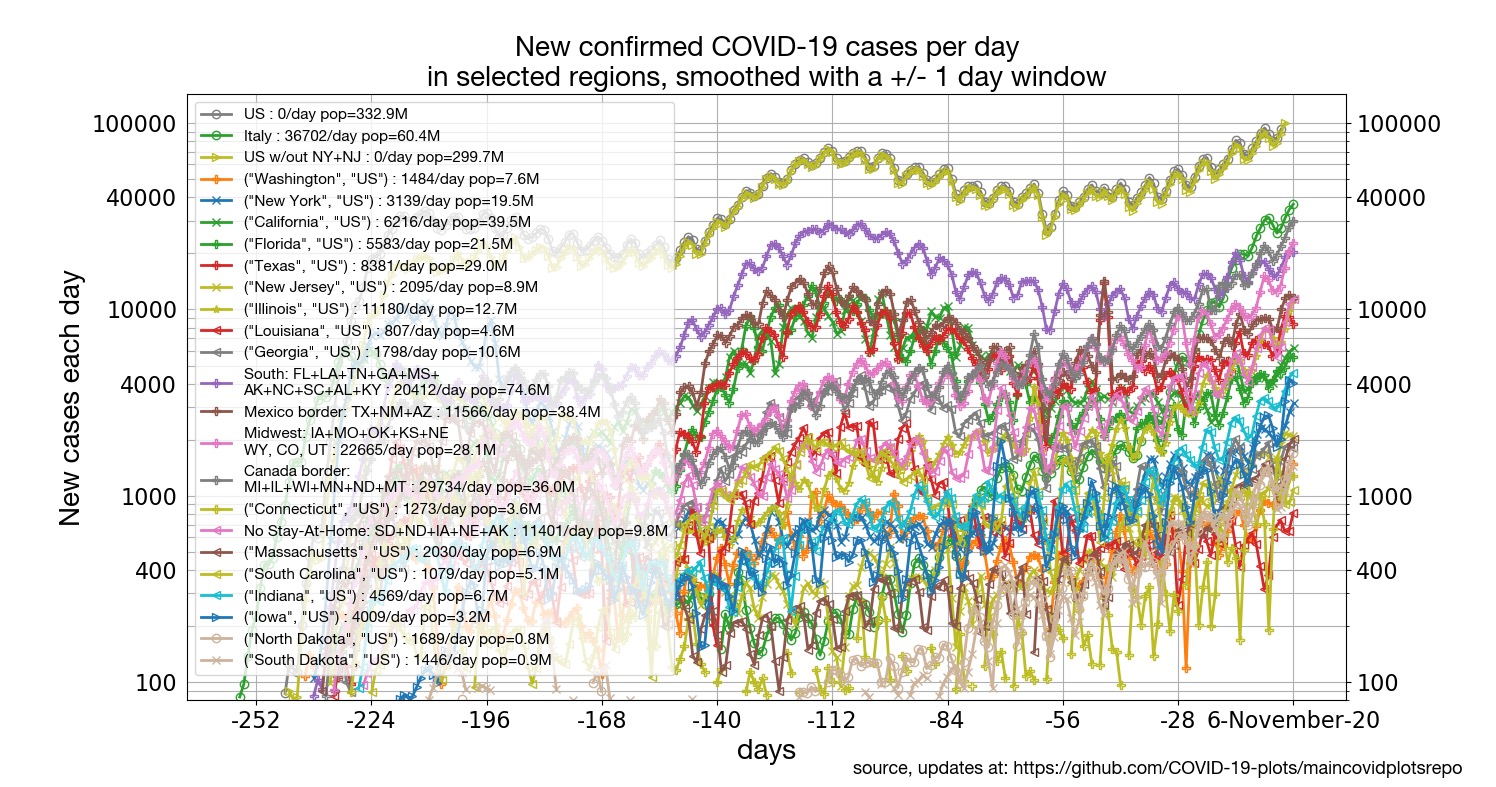 New confirmed COVID-19 cases per day
in selected regions, smoothed with a +/- 1 day window
US : 0/day pop=332.9M
Italy : 36702/day pop=60.4M
US w/out NY+NJ : 0/day pop=299.7M
("Washington", "US") : 1484/day pop=7.6M
("New York", "US") : 3139/day pop=19.5M
("California", "US") : 6216/day pop=39.5M
("Florida", "US") : 5583/day pop=21.5M
("Texas", "US") : 8381/day pop=29.0M
("New Jersey", "US") : 2095/day pop=8.9M
("Illinois", "US") : 11180/day pop=12.7M
("Louisiana", "US") : 807/day pop=4.6M
("Georgia", "US") : 1798/day pop=10.6M
South: FL+LA+TN+GA+MS+
AK+NC+SC+AL+KY : 20412/day pop=74.6M
Mexico border: TX+NM+AZ : 11566/day pop=38.4M
Midwest: IA+MO+OK+KS+NE
WY, CO, UT : 22665/day pop=28.1M
Canada border:
MI+IL+WI+MN+ND+MT : 29734/day pop=36.0M
("Connecticut", "US") : 1273/day pop=3.6M
No Stay-At-Home: SD+ND+IA+NE+AK : 11401/day pop=9.8M
("Massachusetts", "US") : 2030/day pop=6.9M
("South Carolina", "US") : 1079/day pop=5.1M
("Indiana", "US") : 4569/day pop=6.7M
("Iowa", "US") : 4009/day pop=3.2M
("North Dakota", "US") : 1689/day pop=0.8M
("South Dakota", "US") : 1446/day pop=0.9M
New cases each day
100000
40000
10000
4000
1000
400
100
100000
40000
10000
4000
1000
400
100
-252 -224 -196 -168 -140 -112 -84 -56 -28 6-November-20
days
source, updates at: https://github.com/COVID-19-plots/maincovidplotsrepo